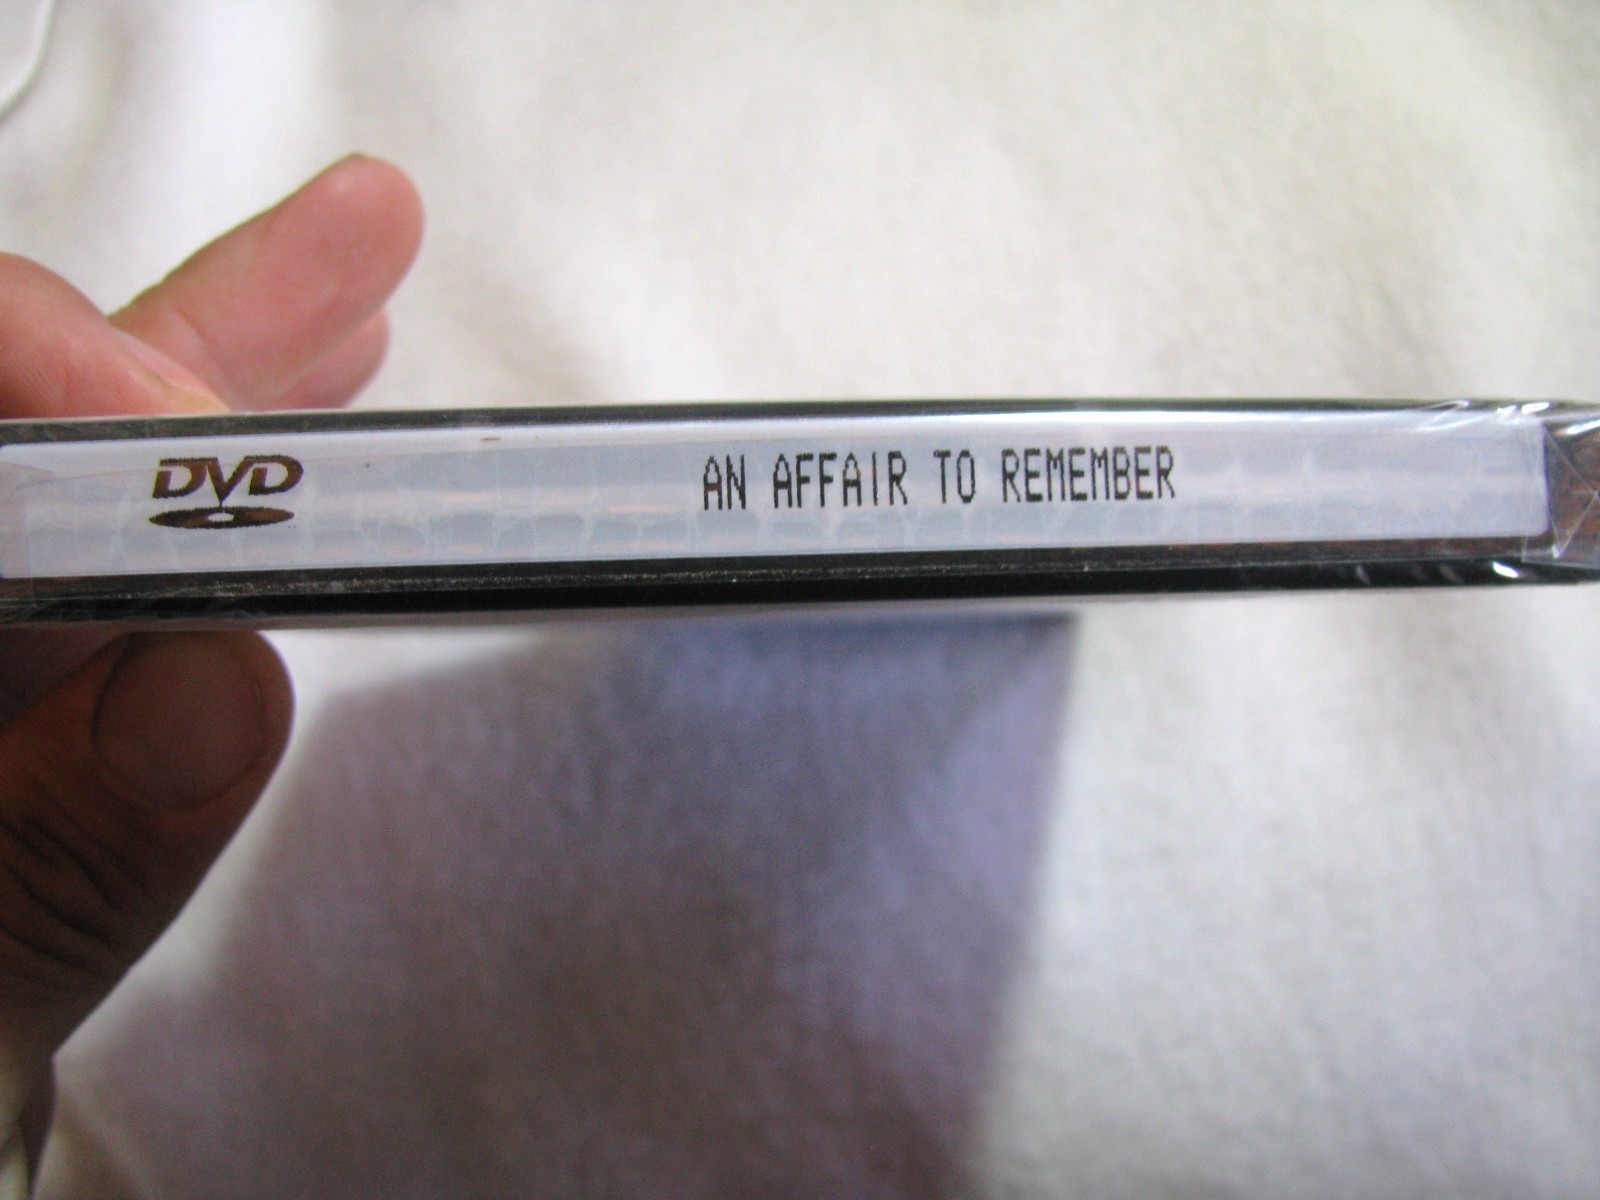 DVD
AN AFFAIR TO REMEMBER